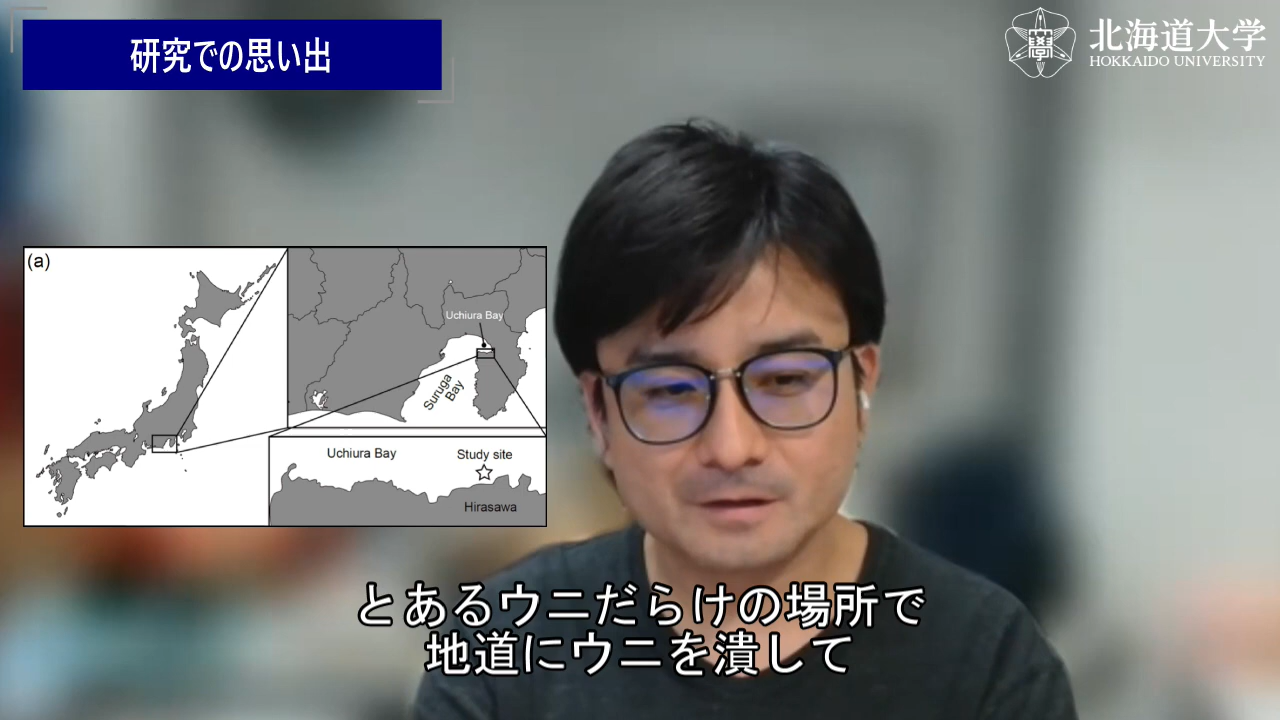 研究での思い出
北海道大学
HOKKAIDO UNIVERSITY
(a)
Uchiura Bay
Suruga
Bay
Uchiura Bay
Study site
Hirasawa
とあるウニだらけの場所で
地道にウニを潰して